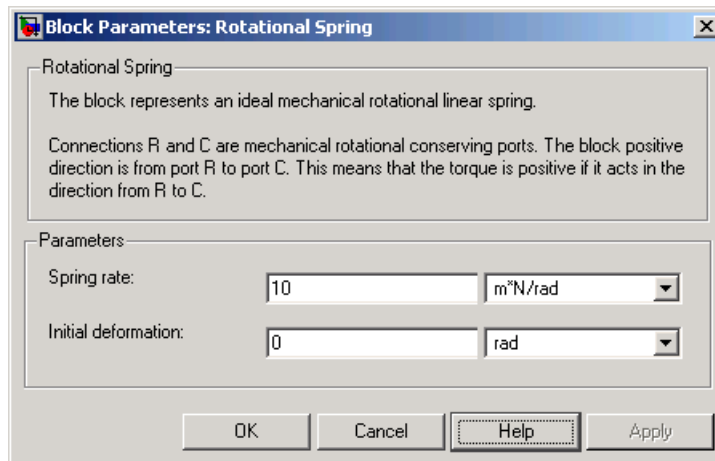 Block Parameters: Rotational Spring
Rotational Spring
The block represents an ideal mechanical rotational linear spring.
Connections R and C are mechanical rotational conserving ports. The block positive
direction is from port R to port C. This means that the torque is positive if it acts in the
direction from R to C.
Parameters
Spring rate: 10 m*N/rad
Initial deformation: 0 rad
OK Cancel Help Apply